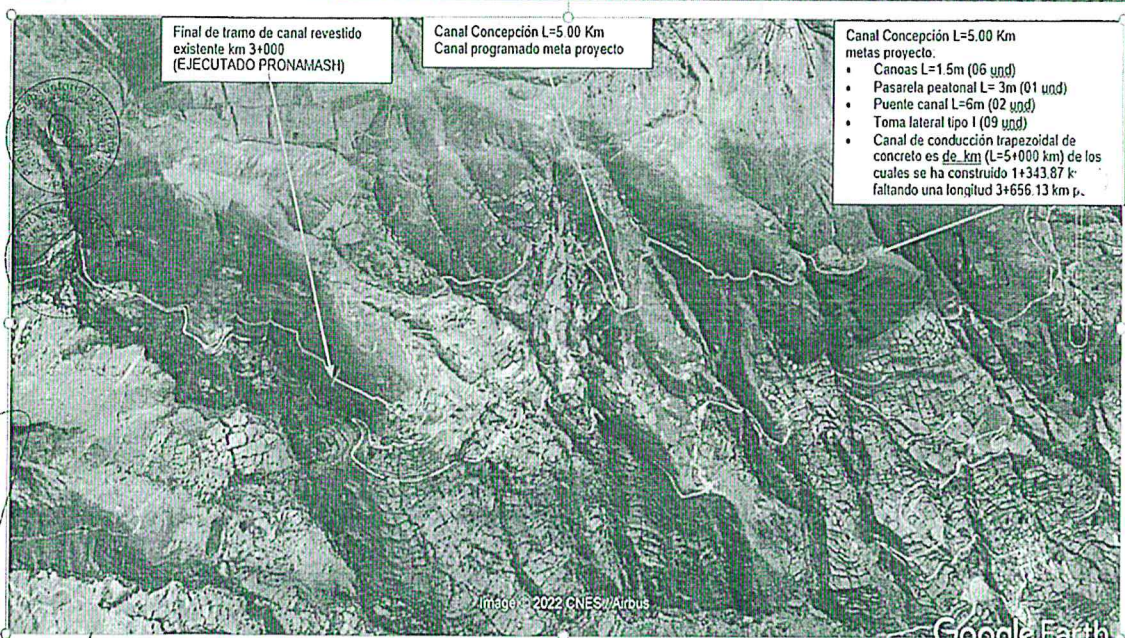 Final de tramo de canal revestido
existente km 3+000
(EJECUTADO PRONAMASH)
Canal Concepción L=5.00 Km
Canal programado meta proyecto
Canal Concepción L=5.00 Km
metas proyecto.
• Canoas L=1.5m (06 und)
• Pasarela peatonal L= 3m (01 und)
• Puente canal L=6m (02 und)
• Toma lateral tipo I (09 und)
• Canal de conducción trapezoidal de
concreto es de km (L=5+000 km) de los
cuales se ha construido 1+343.87 k
faltando una longitud 3+656.13 km p
Image © 2022 CNES / Airbus
Google Earth